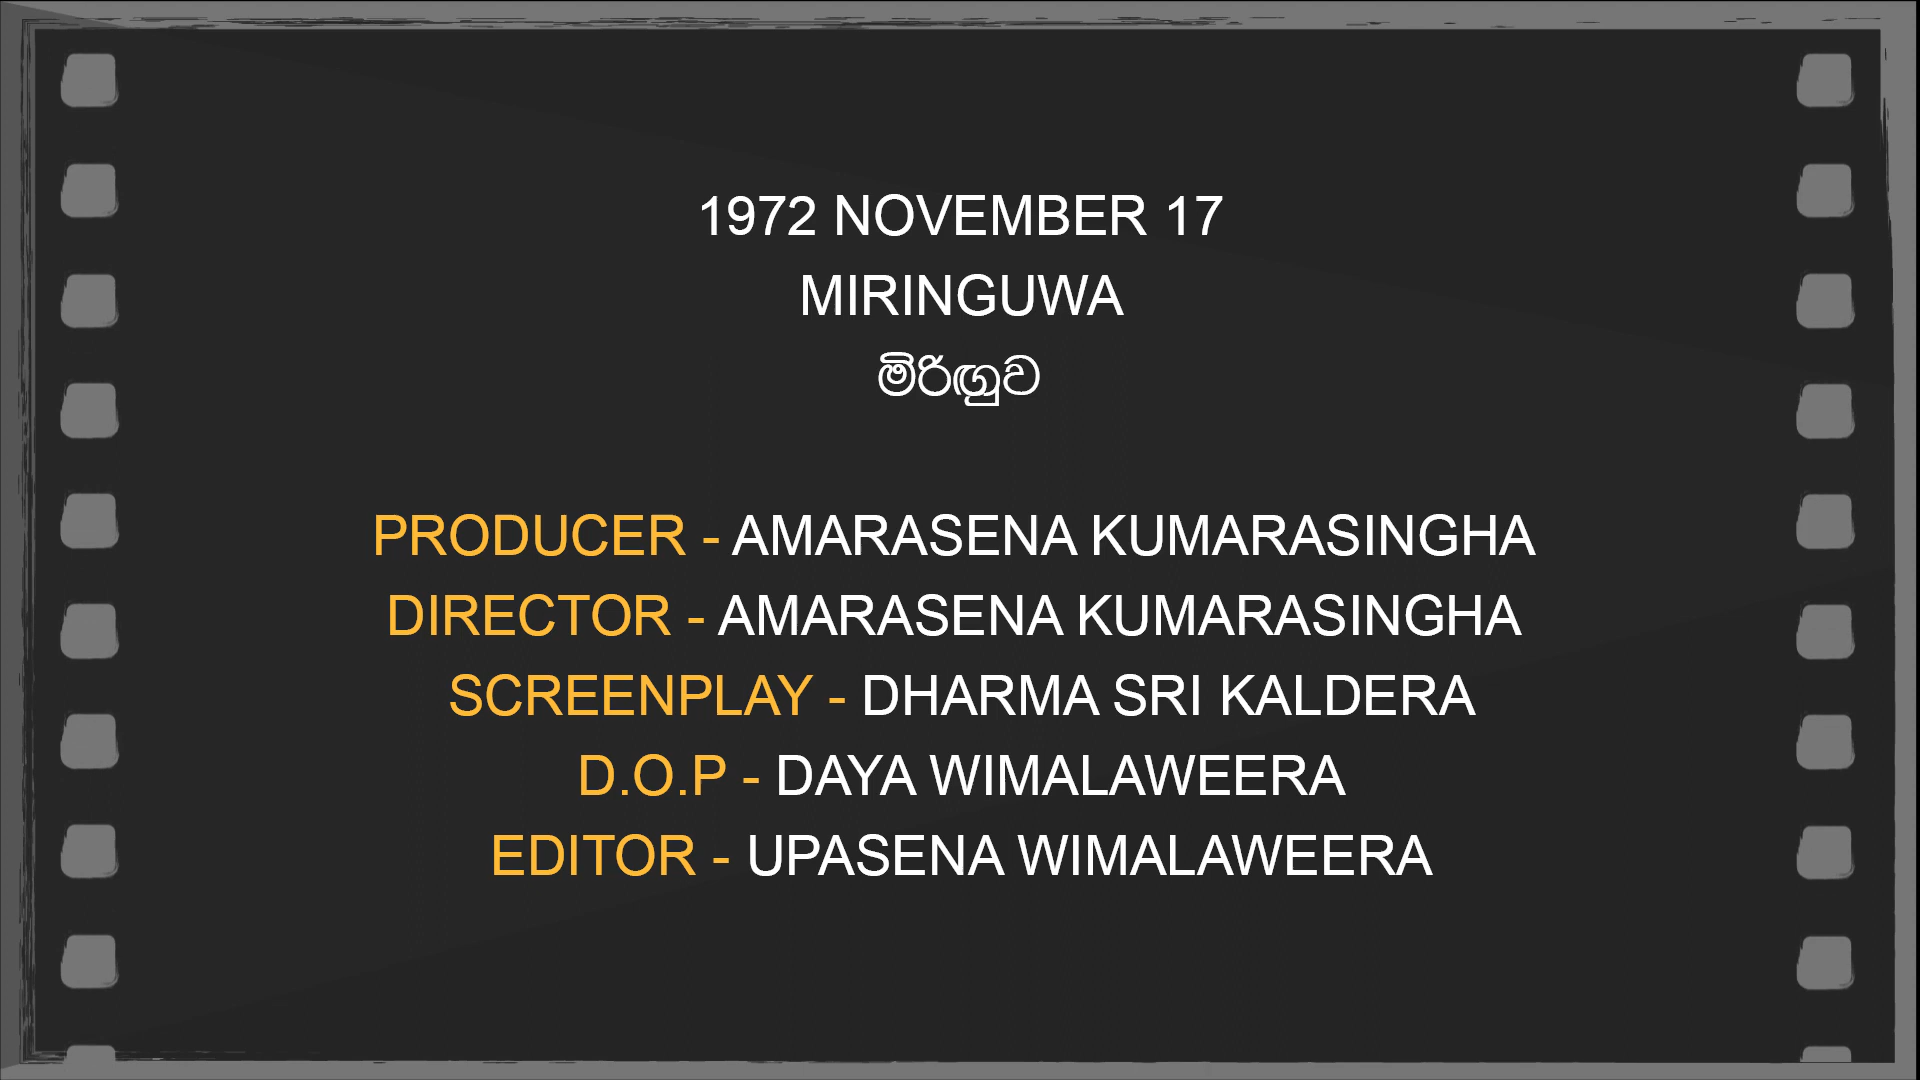 1972 NOVEMBER 17
MIRINGUWA
මිරිඟුව
PRODUCER - AMARASENA KUMARASINGHA
DIRECTOR - AMARASENA KUMARASINGHA
SCREENPLAY - DHARMA SRI KALDERA
D.O.P - DAYA WIMALAWEERA
EDITOR - UPASENA WIMALAWEERA